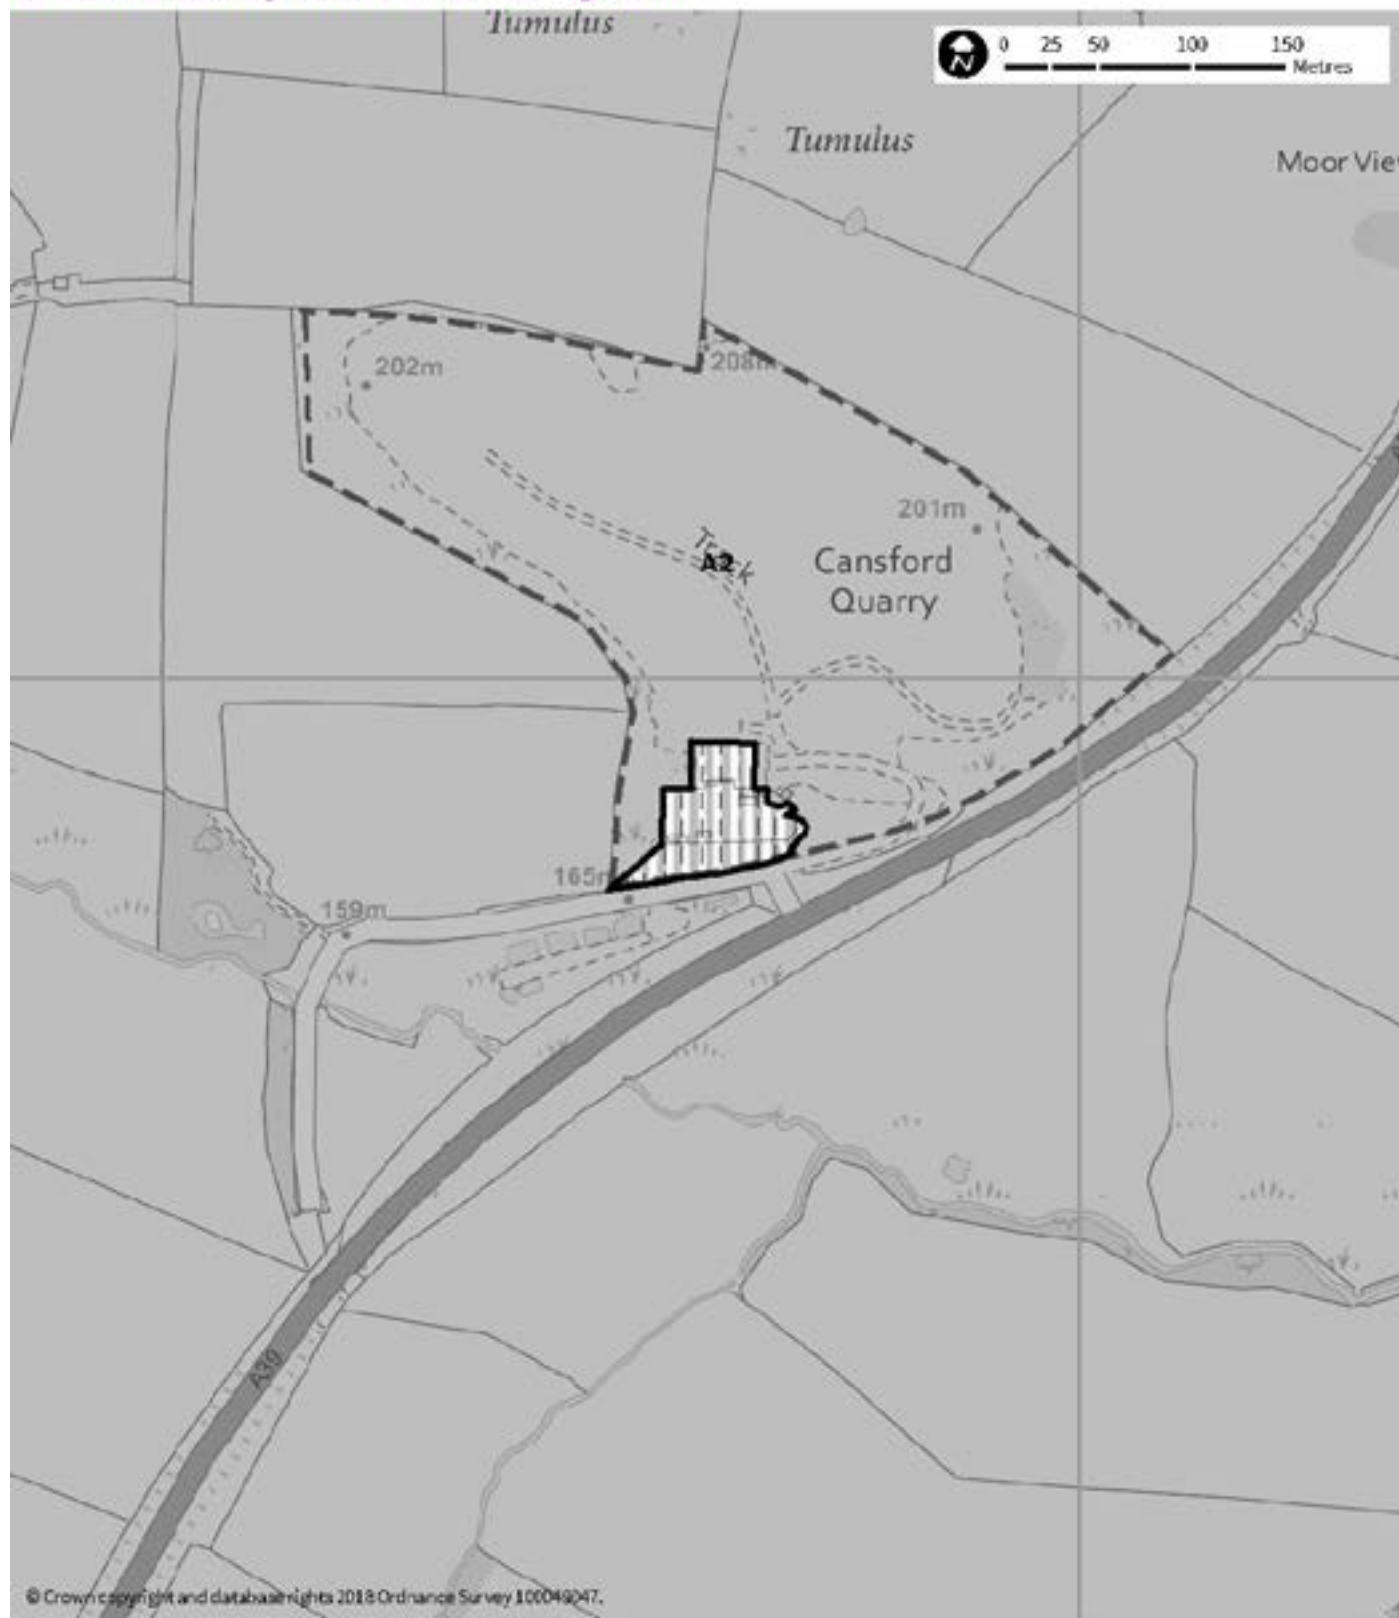 Tumulus
N
0 25 50 100 150
Metres
Tumulus
Moor Vie
202m
208m
201m
Track
A2
Cansford
Quarry
165m
159m
A39
© Crown copyright and database rights 2018 Ordnance Survey 100049047.